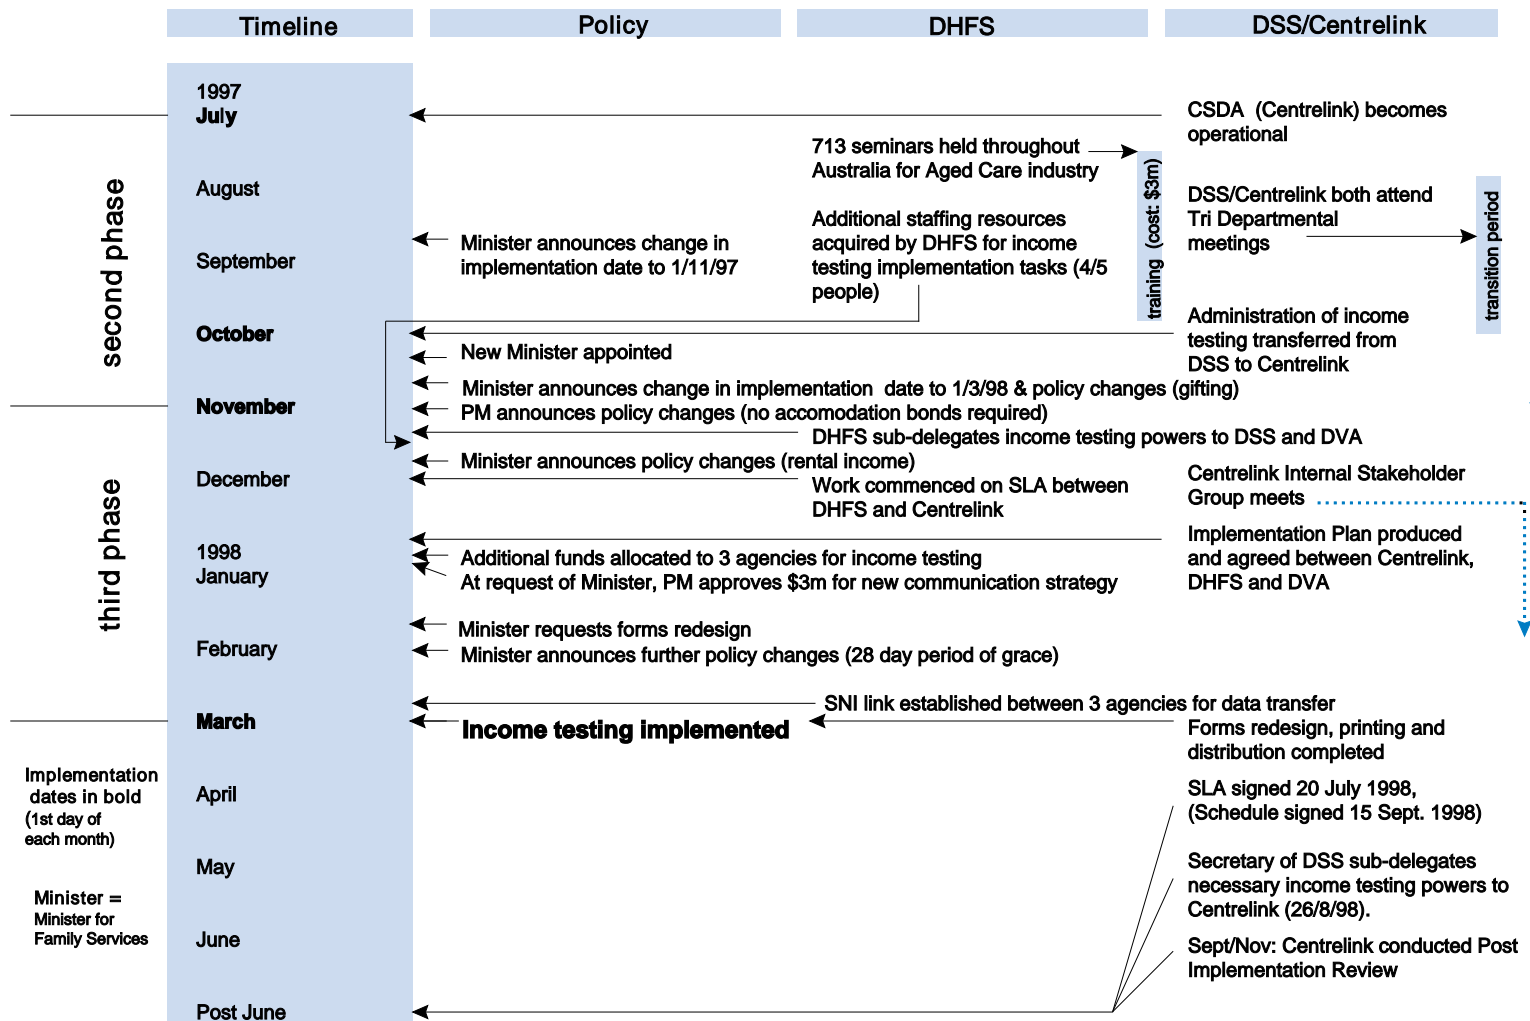 Timeline
Policy
DHFS
DSS/Centrelink
1997
July
August
September
October
November
December
1998
January
February
March
April
May
June
Post June
second phase
third phase
Implementation
dates in bold
(1st day of
each month)
Minister =
Minister for
Family Services
Minister announces change in
implementation date to 1/11/97
New Minister appointed
Minister announces change in implementation date to 1/3/98 & policy changes (gifting)
PM announces policy changes (no accomodation bonds required)
Minister announces policy changes (rental income)
Additional funds allocated to 3 agencies for income testing
At request of Minister, PM approves $3m for new communication strategy
Minister requests forms redesign
Minister announces further policy changes (28 day period of grace)
Income testing implemented
713 seminars held throughout
Australia for Aged Care industry
Additional staffing resources
acquired by DHFS for income
testing implementation tasks (4/5
people)
training (cost: $3m)
DHFS sub-delegates income testing powers to DSS and DVA
Work commenced on SLA between
DHFS and Centrelink
SNI link established between 3 agencies for data transfer
CSDA (Centrelink) becomes
operational
DSS/Centrelink both attend
Tri Departmental
meetings
transition period
Administration of income
testing transferred from
DSS to Centrelink
Centrelink Internal Stakeholder
Group meets
Implementation Plan produced
and agreed between Centrelink,
DHFS and DVA
Forms redesign, printing and
distribution completed
SLA signed 20 July 1998,
(Schedule signed 15 Sept. 1998)
Secretary of DSS sub-delegates
necessary income testing powers to
Centrelink (26/8/98).
Sept/Nov: Centrelink conducted Post
Implementation Review